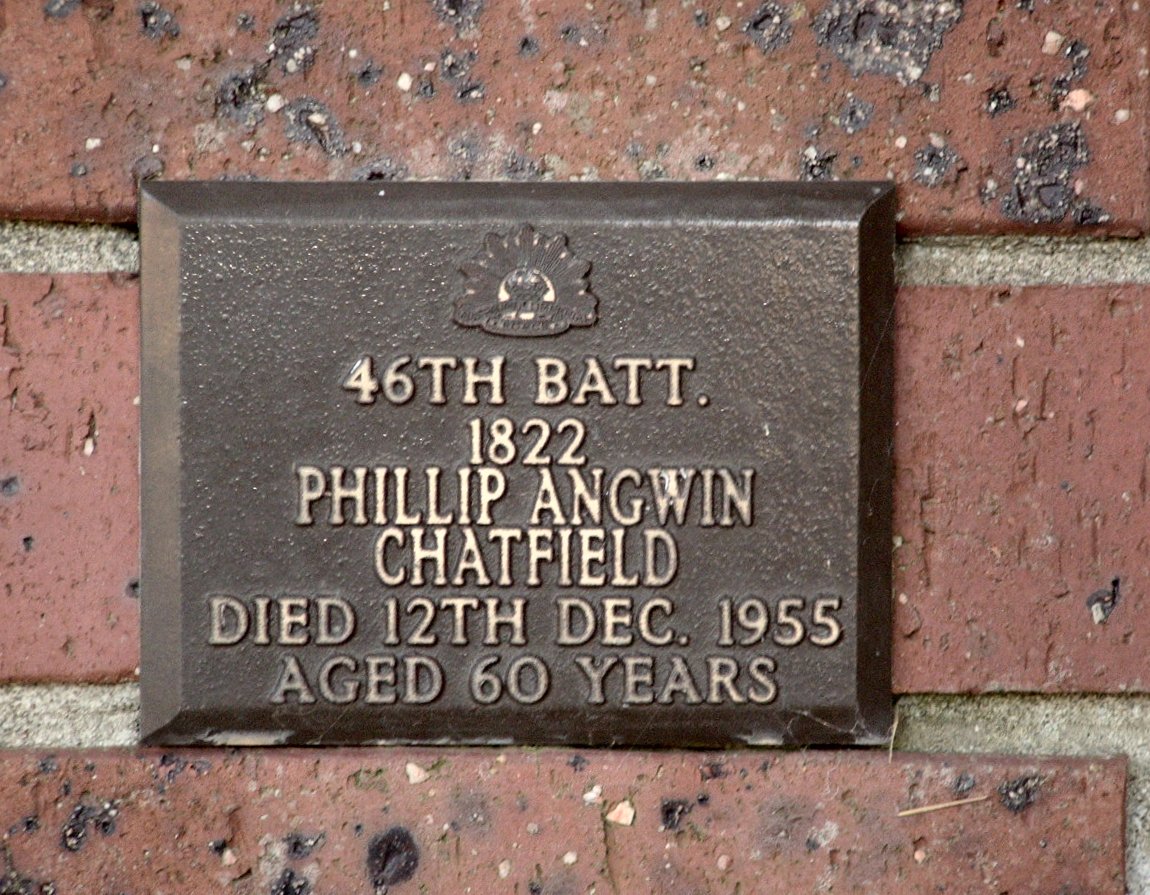 46TH BATT.
1822
PHILLIP ANGWIN
CHATFIELD
DIED 12TH DEC. 1955
AGED 60 YEARS